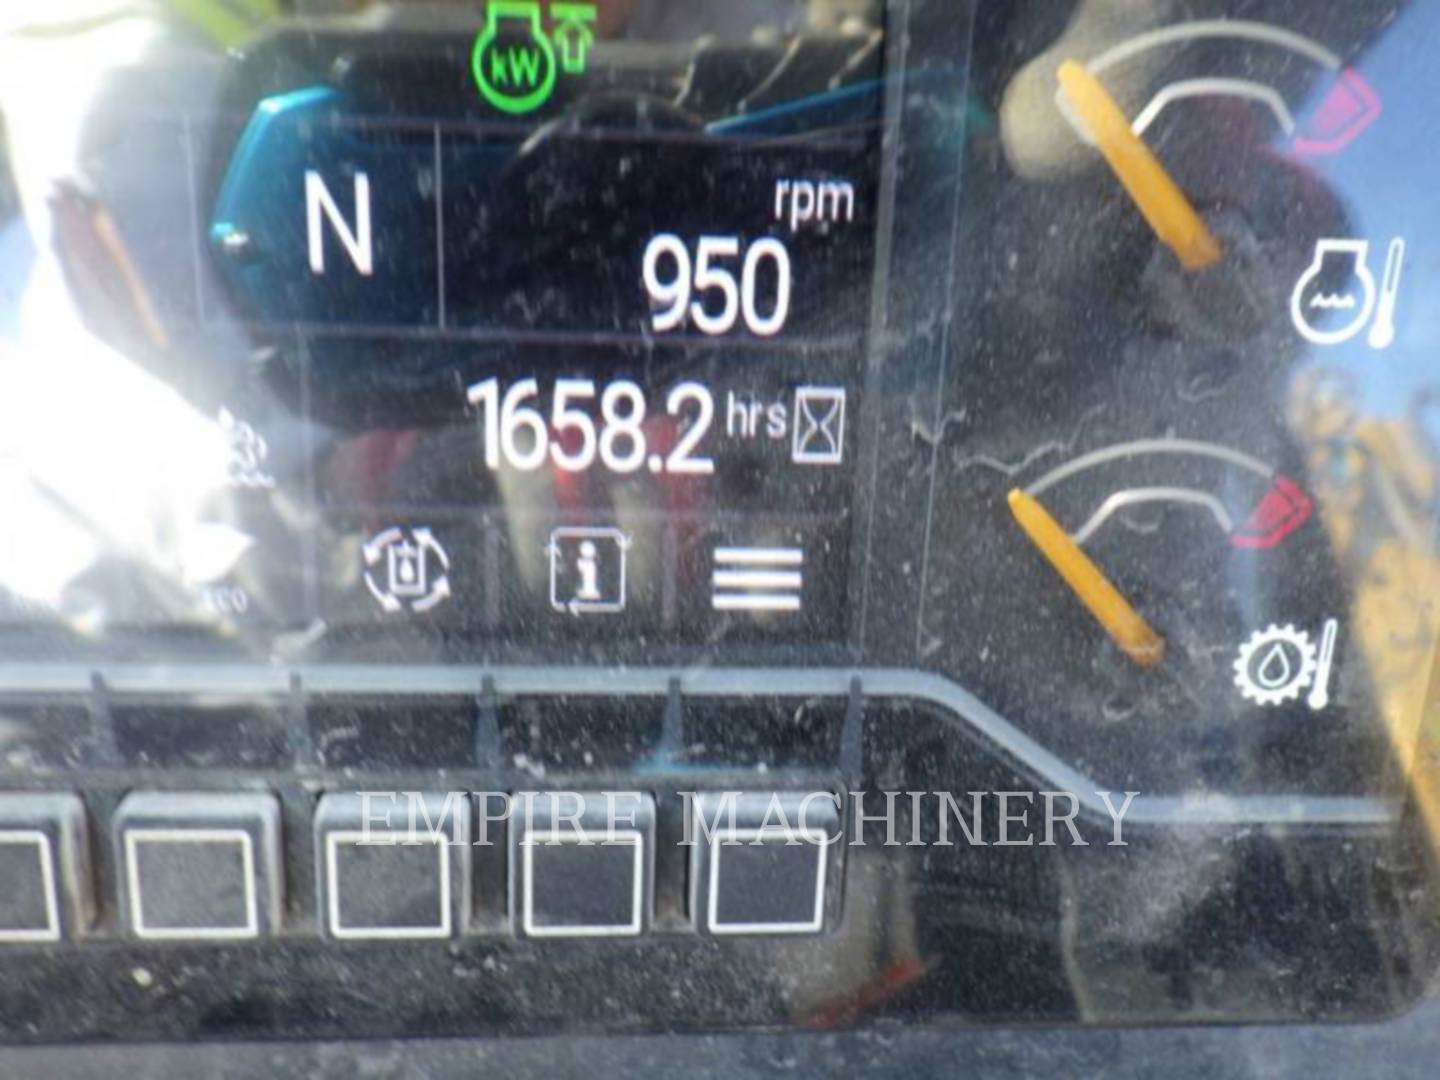 kW
N
rpm
950
1658.2 hrs
ECO
EMPIRE MACHINERY